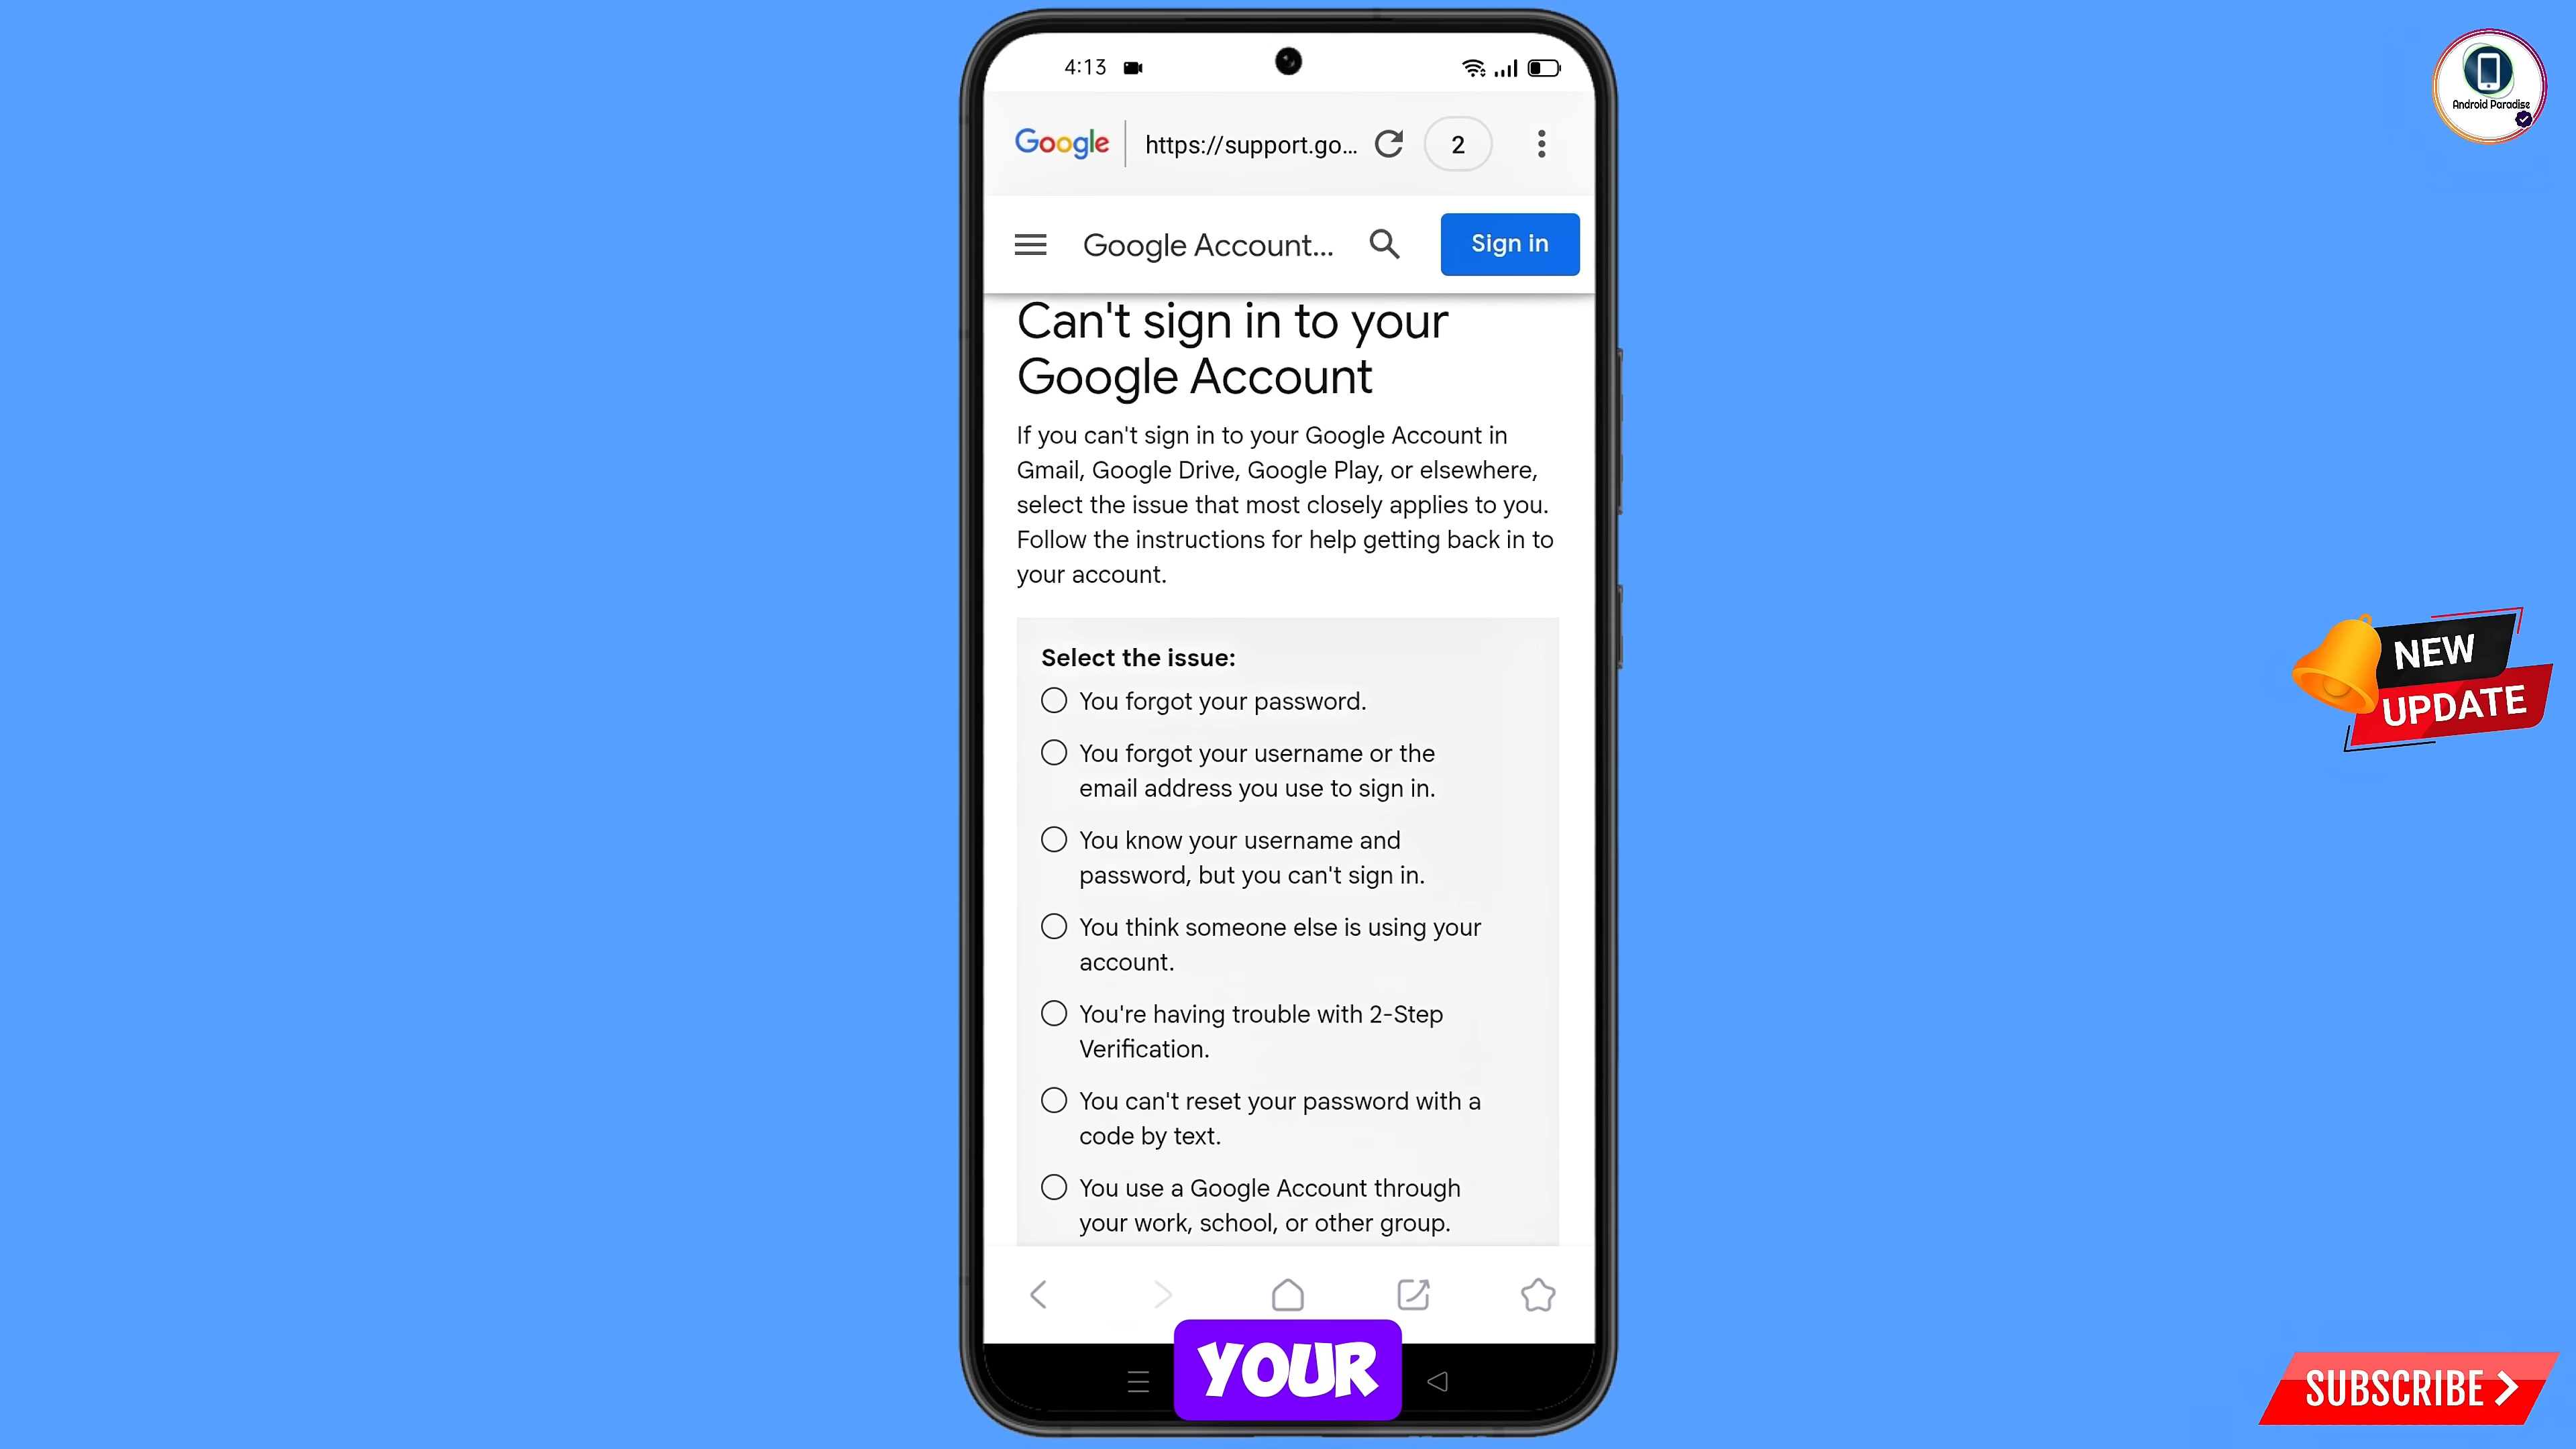 4:13
Google
https://support.go...
2
Google Account...
Sign in
Can't sign in to your
Google Account
If you can't sign in to your Google Account in
Gmail, Google Drive, Google Play, or elsewhere,
select the issue that most closely applies to you.
Follow the instructions for help getting back in to
your account.
Select the issue:
You forgot your password.
You forgot your username or the
email address you use to sign in.
You know your username and
password, but you can't sign in.
You think someone else is using your
account.
You're having trouble with 2-Step
Verification.
You can't reset your password with a
code by text.
You use a Google Account through
your work, school, or other group.
YOUR
Android Paradise
NEW
UPDATE
SUBSCRIBE